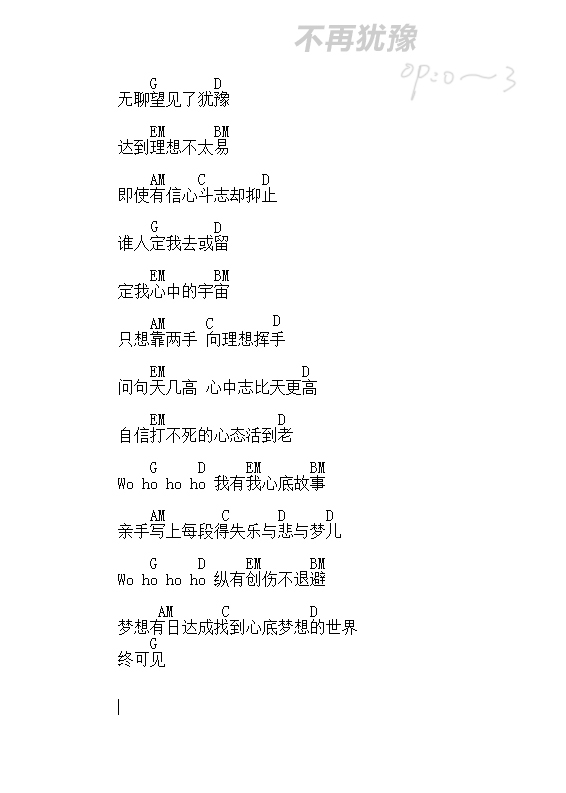 不再犹豫
op:0～3
G D
无聊望见了犹豫
EM BM
达到理想不太易
AM C D
即使有信心斗志却抑止
G D
谁人定我去或留
EM BM
定我心中的宇宙
AM C D
只想靠两手 向理想挥手
EM D
问句天几高 心中志比天更高
EM D
自信打不死的心态活到老
G D EM BM
Wo ho ho ho 我有我心底故事
AM C D D
亲手写上每段得失乐与悲与梦儿
G D EM BM
Wo ho ho ho 纵有创伤不退避
AM C D
梦想有日达成找到心底梦想的世界
G
终可见